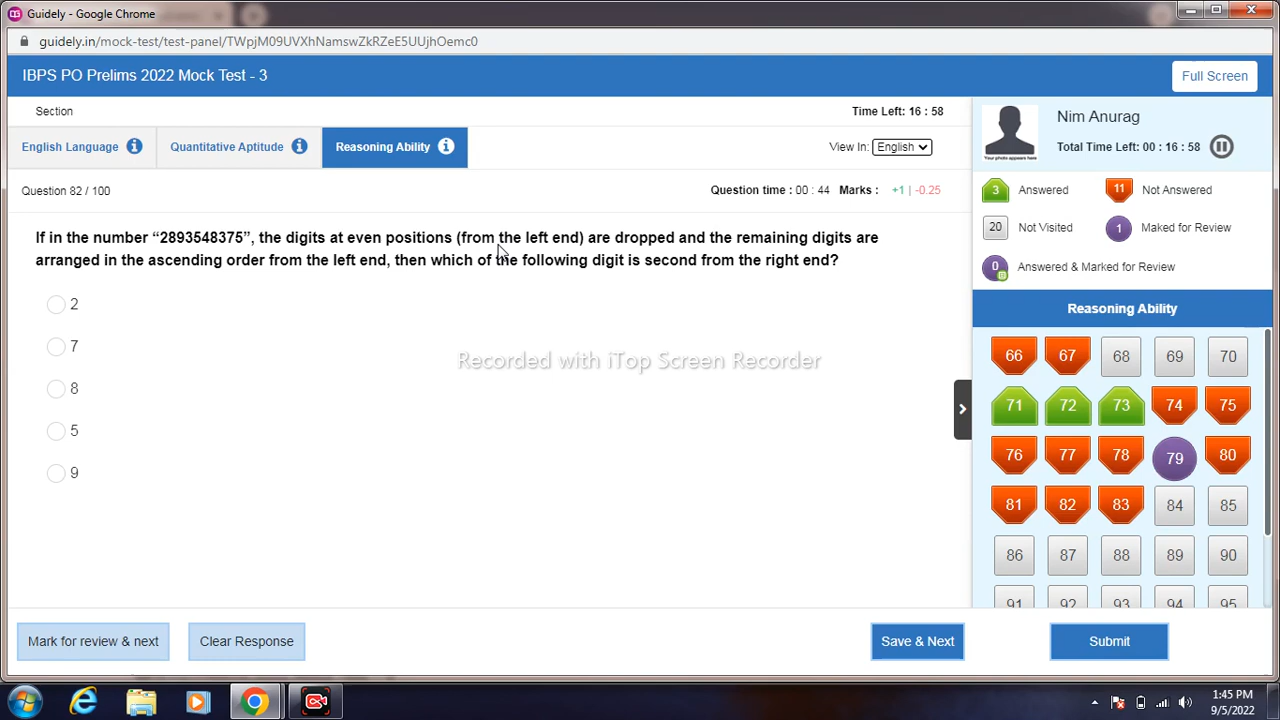 Guidely - Google Chrome
guidely.in/mock-test/test-panel/TWpjM09UVXhNamswZkRZeE5UUjhOemc0
IBPS PO Prelims 2022 Mock Test - 3
Full Screen
Section
Time Left: 16 : 58
English Language
Quantitative Aptitude
Reasoning Ability
View In: English
Question 82 / 100
Question time : 00 : 44 Marks : +1 | -0.25
If in the number “2893548375”, the digits at even positions (from the left end) are dropped and the remaining digits are
arranged in the ascending order from the left end, then which of the following digit is second from the right end?
2
7
8
5
9
Recorded with iTop Screen Recorder
Mark for review & next
Clear Response
Save & Next
Nim Anurag
Your photo appears here
Total Time Left: 00 : 16 : 58
3 Answered 11 Not Answered
20 Not Visited 1 Maked for Review
0 Answered & Marked for Review
Reasoning Ability
66 67 68 69 70
71 72 73 74 75
76 77 78 79 80
81 82 83 84 85
86 87 88 89 90
91 92 93 94 95
Submit
1:45 PM
9/5/2022